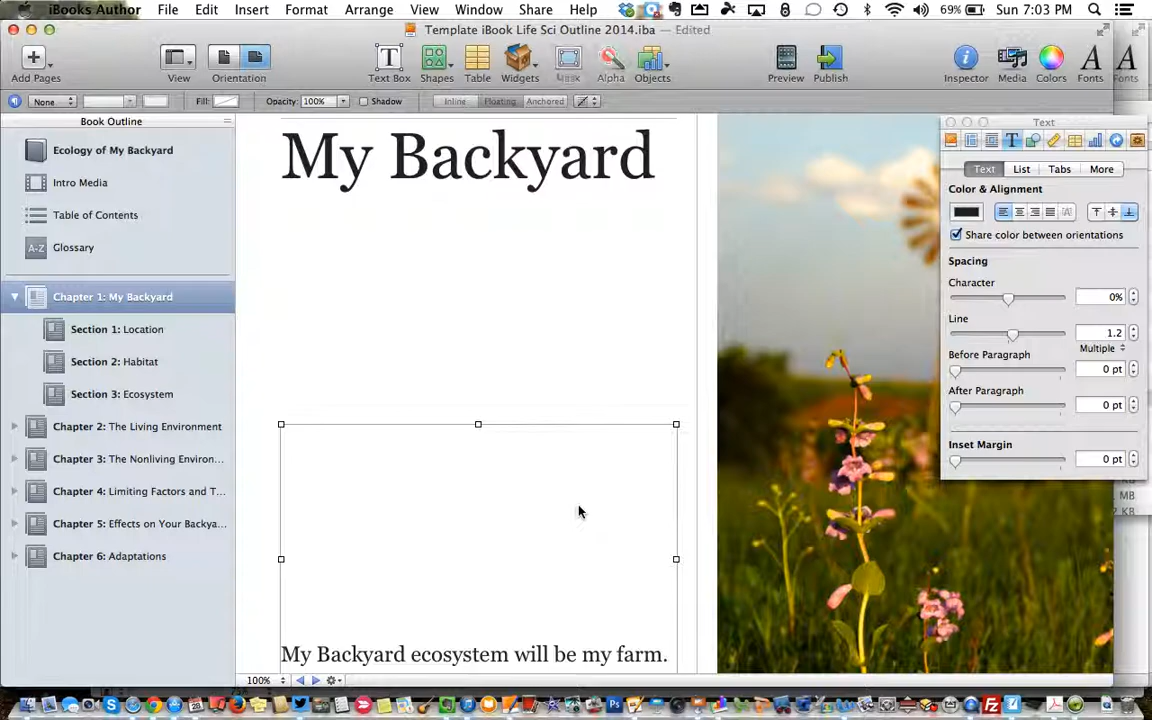 iBooks Author File Edit Insert Format Arrange View Window Share Help 69% Sun 7:03 PM
Template iBook Life Sci Outline 2014.iba — Edited
Add Pages View Orientation Text Box Shapes Table Widgets Mask Alpha Objects Preview Publish Inspector Media Colors Fonts Fonts
None Fill: Opacity: 100% Shadow Inline Floating Anchored
Book Outline
Ecology of My Backyard
Intro Media
Table of Contents
A-Z Glossary
Chapter 1: My Backyard
Section 1: Location
Section 2: Habitat
Section 3: Ecosystem
Chapter 2: The Living Environment
Chapter 3: The Nonliving Environ...
Chapter 4: Limiting Factors and T...
Chapter 5: Effects on Your Backya...
Chapter 6: Adaptations
My Backyard
My Backyard ecosystem will be my farm.
100%
Text
Text List Tabs More
Color & Alignment
Share color between orientations
Spacing
Character
0%
Line
1.2
Multiple
Before Paragraph
0 pt
After Paragraph
0 pt
Inset Margin
0 pt
MB
KB